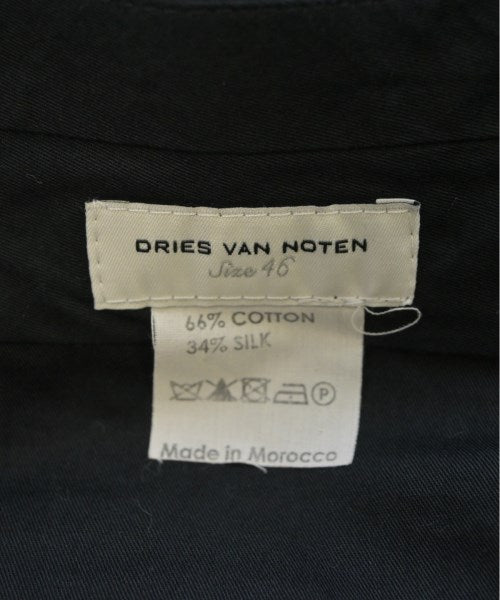 DRIES VAN NOTEN
Size 46
66% COTTON
34% SILK
P
Made in Morocco